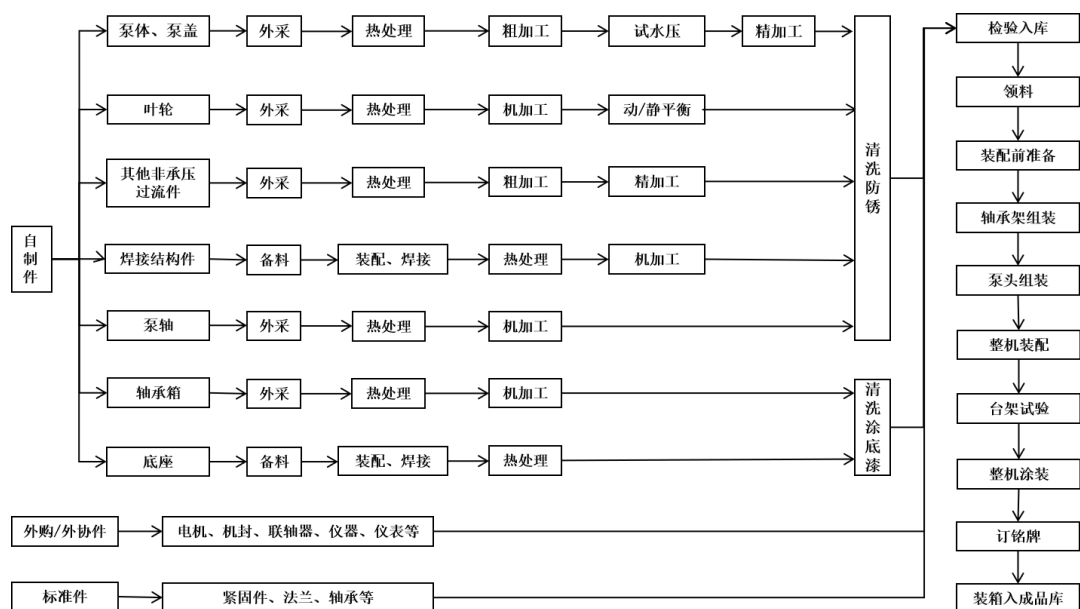 自制件
泵体、泵盖
外采
热处理
粗加工
试水压
精加工
叶轮
外采
热处理
机加工
动/静平衡
其他非承压
过流件
外采
热处理
粗加工
精加工
焊接结构件
备料
装配、焊接
热处理
机加工
泵轴
外采
热处理
机加工
清洗防锈
轴承箱
外采
热处理
机加工
底座
备料
装配、焊接
热处理
清洗涂底漆
外购/外协件
电机、机封、联轴器、仪器、仪表等
标准件
紧固件、法兰、轴承等
检验入库
领料
装配前准备
轴承架组装
泵头组装
整机装配
台架试验
整机涂装
订铭牌
装箱入成品库